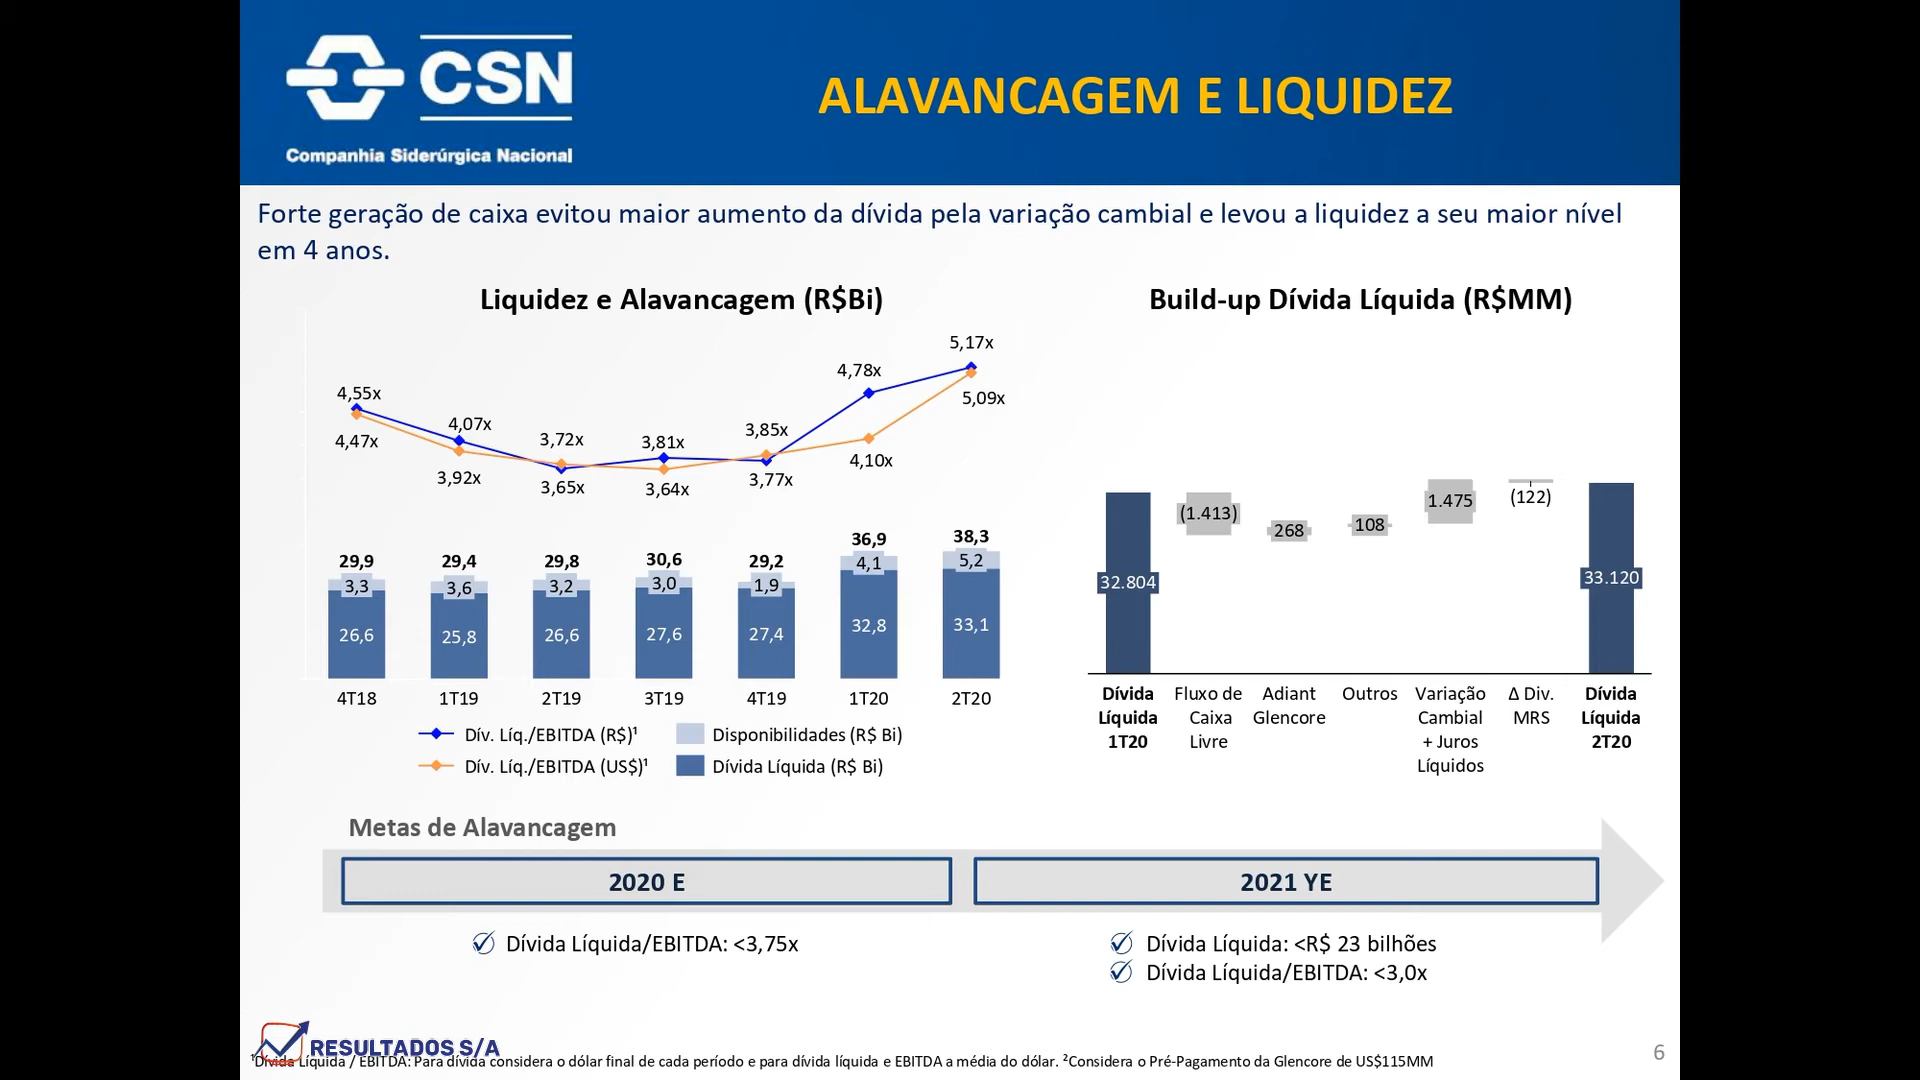 CSN
Companhia Siderúrgica Nacional
ALAVANCAGEM E LIQUIDEZ
Forte geração de caixa evitou maior aumento da dívida pela variação cambial e levou a liquidez a seu maior nível
em 4 anos.
Liquidez e Alavancagem (R$Bi)
4,55x
4,07x
3,72x
3,81x
3,85x
4,78x
5,17x
4,47x
3,92x
3,65x
3,64x
3,77x
4,10x
5,09x
29,9
29,4
29,8
30,6
29,2
36,9
38,3
3,3
3,6
3,2
3,0
1,9
4,1
5,2
26,6
25,8
26,6
27,6
27,4
32,8
33,1
4T18
1T19
2T19
3T19
4T19
1T20
2T20
Dív. Líq./EBITDA (R$)¹
Disponibilidades (R$ Bi)
Dív. Líq./EBITDA (US$)¹
Dívida Líquida (R$ Bi)
Build-up Dívida Líquida (R$MM)
32.804
(1.413)
268
108
1.475
(122)
33.120
Dívida
Líquida
1T20
Fluxo de
Caixa
Livre
Adiant
Glencore
Outros
Variação
Cambial
+ Juros
Líquidos
Δ Div.
MRS
Dívida
Líquida
2T20
Metas de Alavancagem
2020 E
2021 YE
Dívida Líquida/EBITDA: <3,75x
Dívida Líquida: <R$ 23 bilhões
Dívida Líquida/EBITDA: <3,0x
RESULTADOS S/A
¹Dívida Líquida / EBITDA: Para dívida considera o dólar final de cada período e para dívida líquida e EBITDA a média do dólar. ²Considera o Pré-Pagamento da Glencore de US$115MM
6